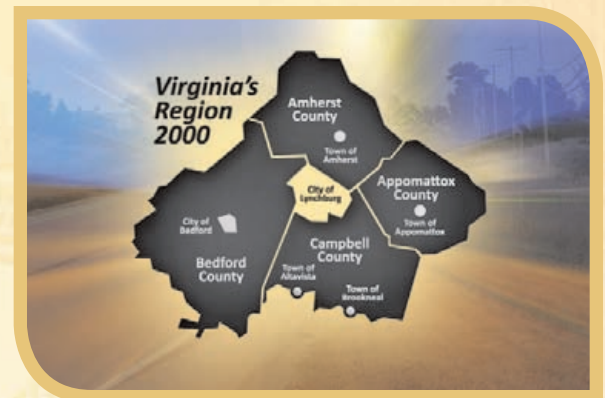 Virginia's
Region
2000
Amherst
County
Town of
Amherst
City of
Lynchburg
Appomattox
County
Town of
Appomattox
City of
Bedford
Bedford
County
Campbell
County
Town of
Altavista
Town of
Brookneal